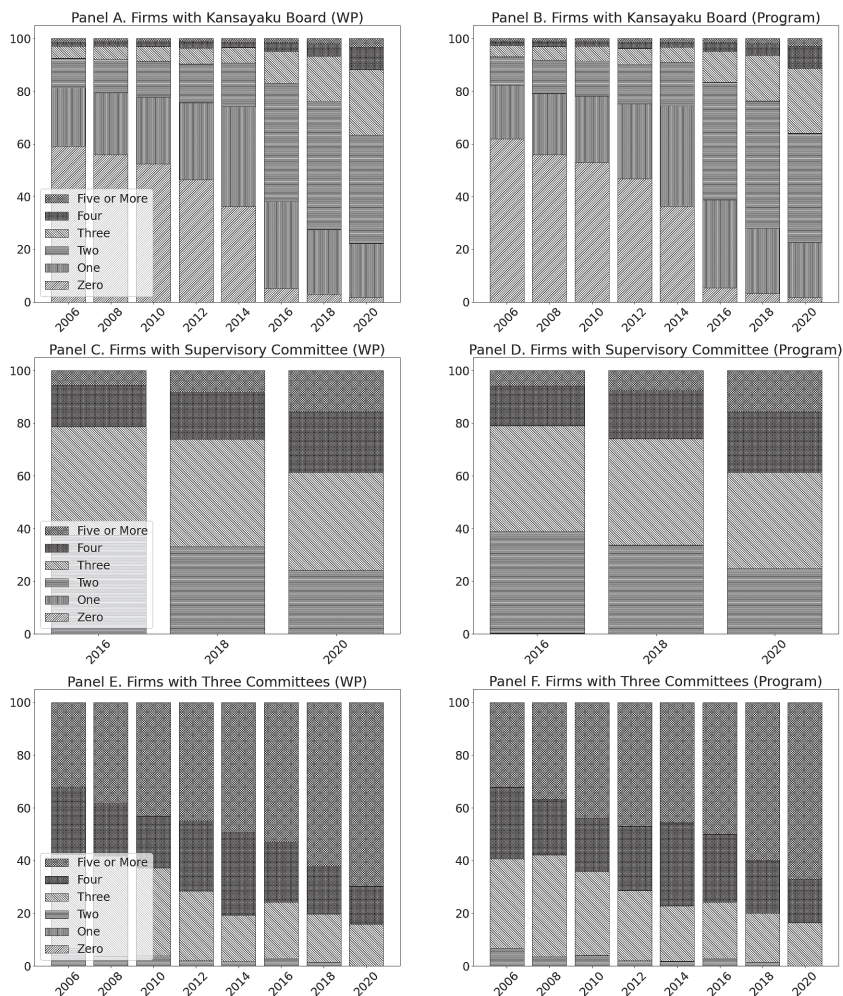 Panel A. Firms with Kansayaku Board (WP)
100
80
60
40
20
0
Five or More
Four
Three
Two
One
Zero
2006 2008 2010 2012 2014 2016 2018 2020
Panel B. Firms with Kansayaku Board (Program)
100
80
60
40
20
0
2006 2008 2010 2012 2014 2016 2018 2020
Panel C. Firms with Supervisory Committee (WP)
100
80
60
40
20
0
Five or More
Four
Three
Two
One
Zero
2016 2018 2020
Panel D. Firms with Supervisory Committee (Program)
100
80
60
40
20
0
2016 2018 2020
Panel E. Firms with Three Committees (WP)
100
80
60
40
20
0
Five or More
Four
Three
Two
One
Zero
2006 2008 2010 2012 2014 2016 2018 2020
Panel F. Firms with Three Committees (Program)
100
80
60
40
20
0
2006 2008 2010 2012 2014 2016 2018 2020